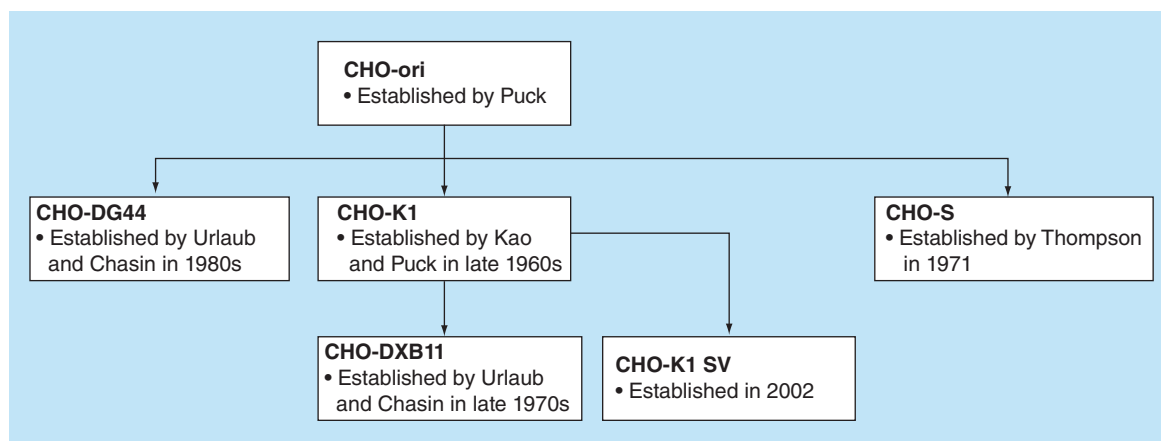 CHO-ori
• Established by Puck
CHO-DG44
• Established by Urlaub
and Chasin in 1980s
CHO-K1
• Established by Kao
and Puck in late 1960s
CHO-S
• Established by Thompson
in 1971
CHO-DXB11
• Established by Urlaub
and Chasin in late 1970s
CHO-K1 SV
• Established in 2002